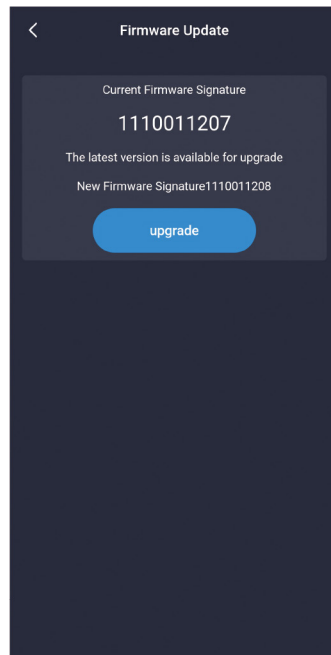 Firmware Update
Current Firmware Signature
1110011207
The latest version is available for upgrade
New Firmware Signature1110011208
upgrade